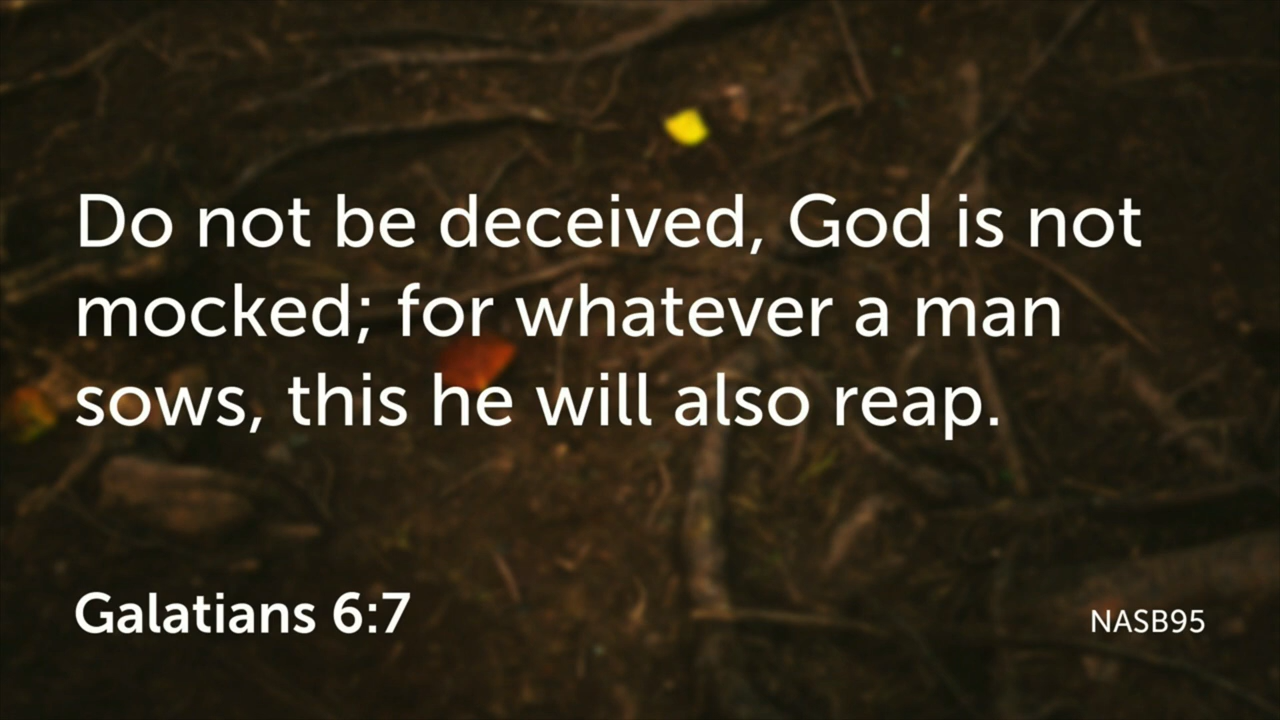 Do not be deceived, God is not
mocked; for whatever a man
sows, this he will also reap.
Galatians 6:7
NASB95